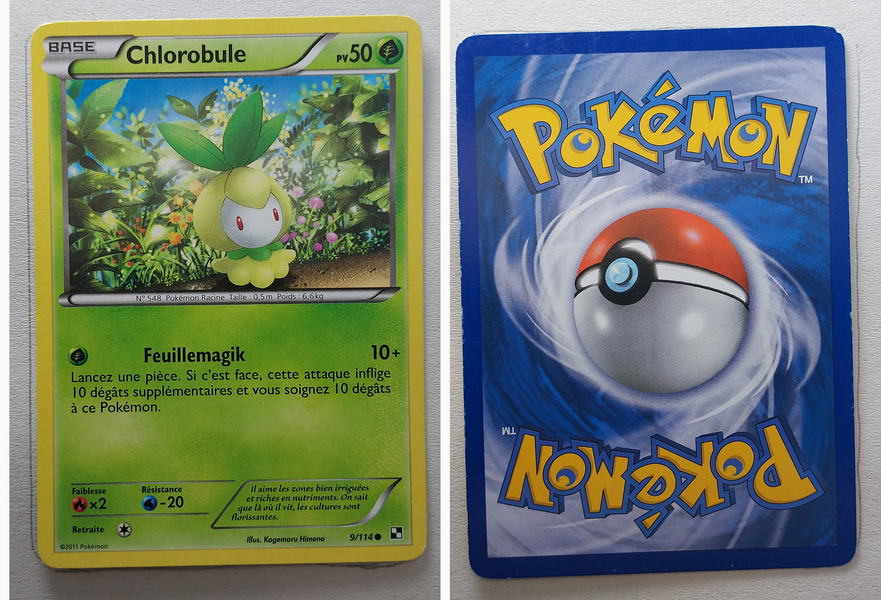 BASE
Chlorobule
PV 50
N° 548 Pokémon Racine Taille : 0,5m Poids : 6,6kg
Feuillemagik 10+
Lancez une pièce. Si c'est face, cette attaque inflige
10 dégâts supplémentaires et vous soignez 10 dégâts
à ce Pokémon.
Faiblesse
×2
Résistance
-20
Retraite
Il aime les zones bien irriguées
et riches en nutriments. On sait
que là où il vit, les cultures sont
florissantes.
©2011 Pokémon
Illus. Kagemaru Himeno
9/114
POKéMON
TM
POKéMON
TM